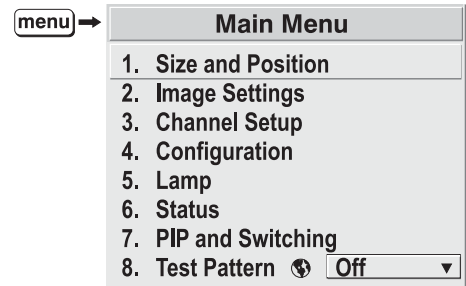 menu
Main Menu
1. Size and Position
2. Image Settings
3. Channel Setup
4. Configuration
5. Lamp
6. Status
7. PIP and Switching
8. Test Pattern Off